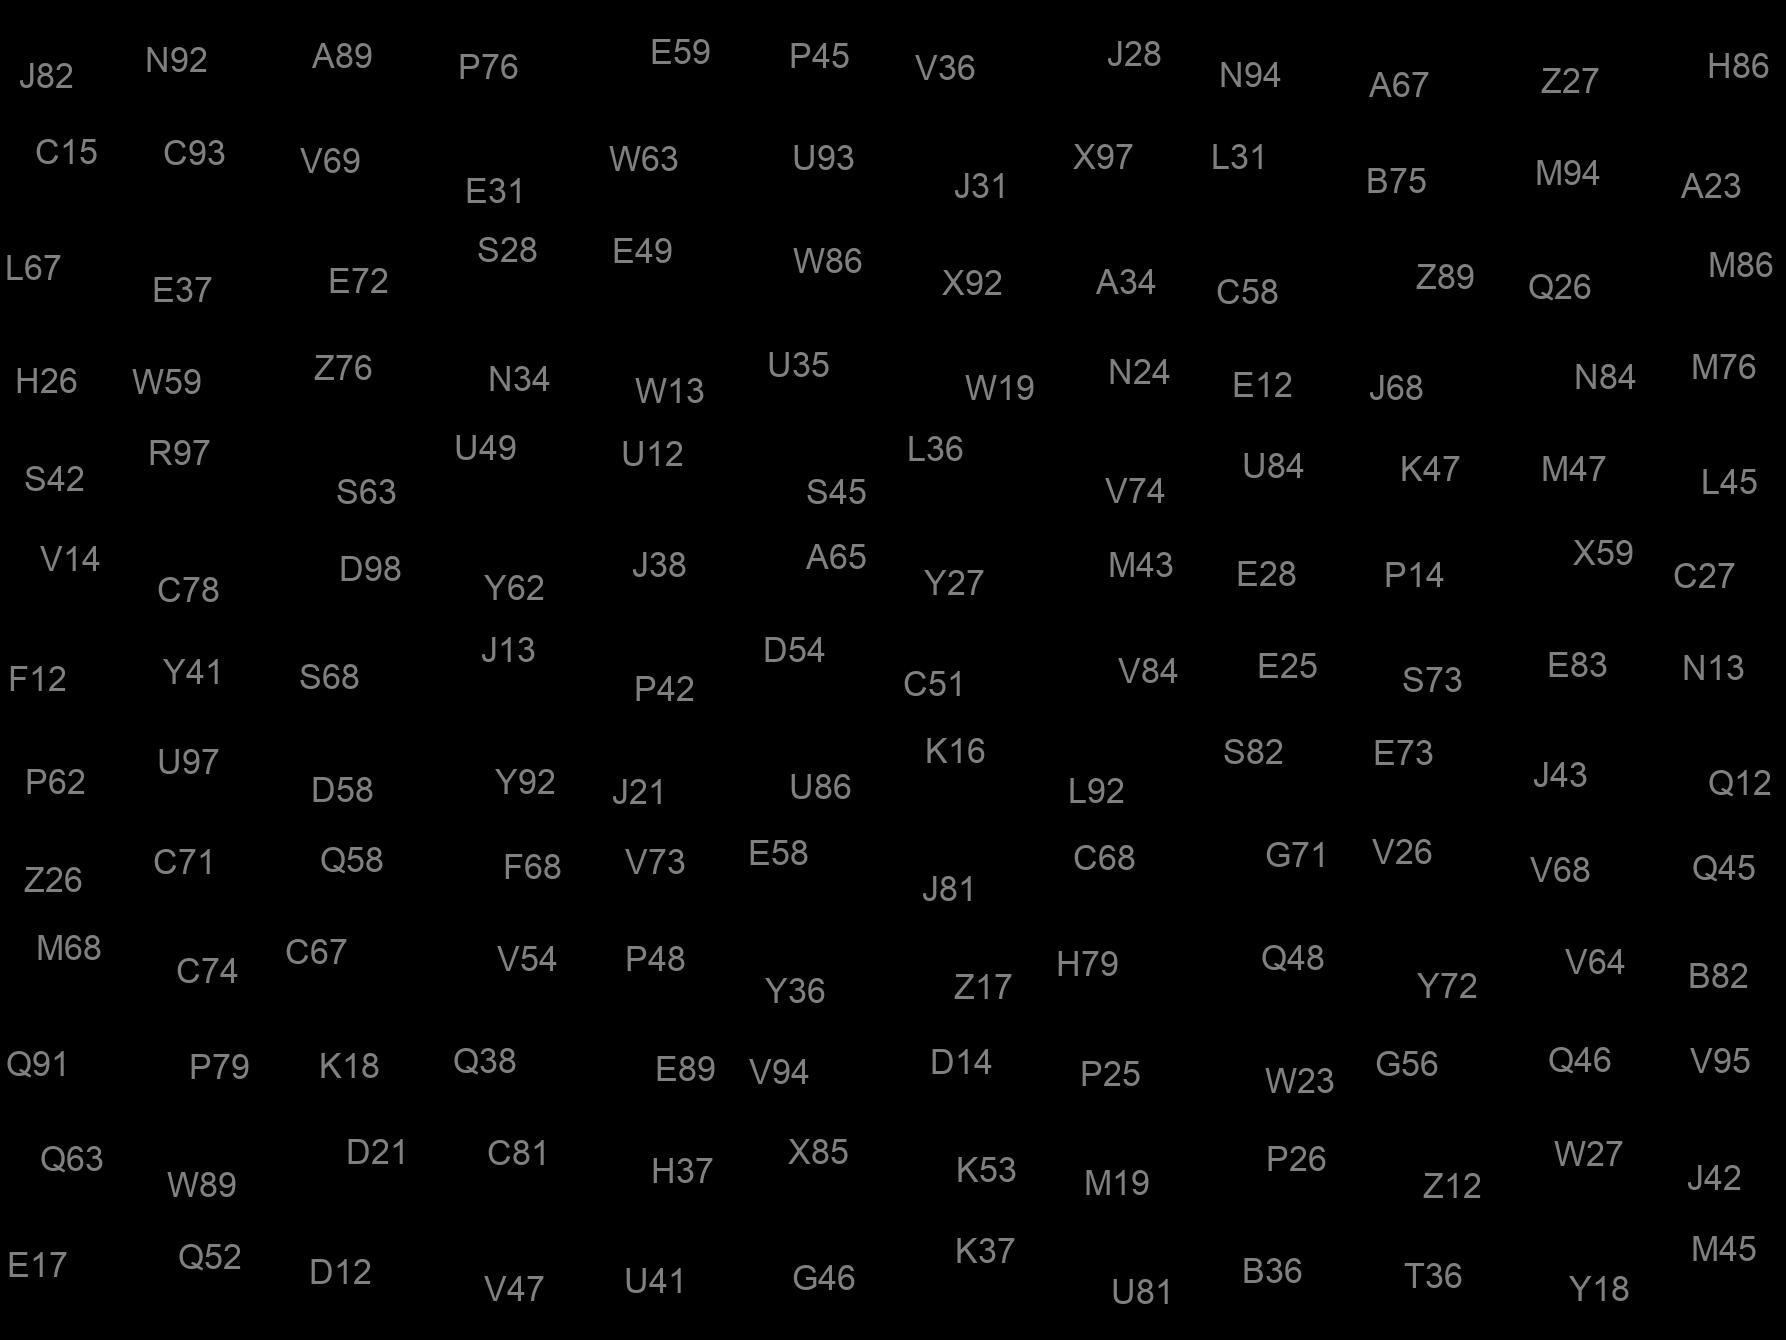 J82 N92 A89 P76 E59 P45 V36 J28 N94 A67 Z27 H86
C15 C93 V69 E31 W63 U93 J31 X97 L31 B75 M94 A23
L67 E37 E72 S28 E49 W86 X92 A34 C58 Z89 Q26 M86
H26 W59 Z76 N34 W13 U35 W19 N24 E12 J68 N84 M76
S42 R97 S63 U49 U12 S45 L36 V74 U84 K47 M47 L45
V14 C78 D98 Y62 J38 A65 Y27 M43 E28 P14 X59 C27
F12 Y41 S68 J13 P42 D54 C51 V84 E25 S73 E83 N13
P62 U97 D58 Y92 J21 U86 K16 L92 S82 E73 J43 Q12
Z26 C71 Q58 F68 V73 E58 J81 C68 G71 V26 V68 Q45
M68 C74 C67 V54 P48 Y36 Z17 H79 Q48 Y72 V64 B82
Q91 P79 K18 Q38 E89 V94 D14 P25 W23 G56 Q46 V95
Q63 W89 D21 C81 H37 X85 K53 M19 P26 Z12 W27 J42
E17 Q52 D12 V47 U41 G46 K37 U81 B36 T36 Y18 M45